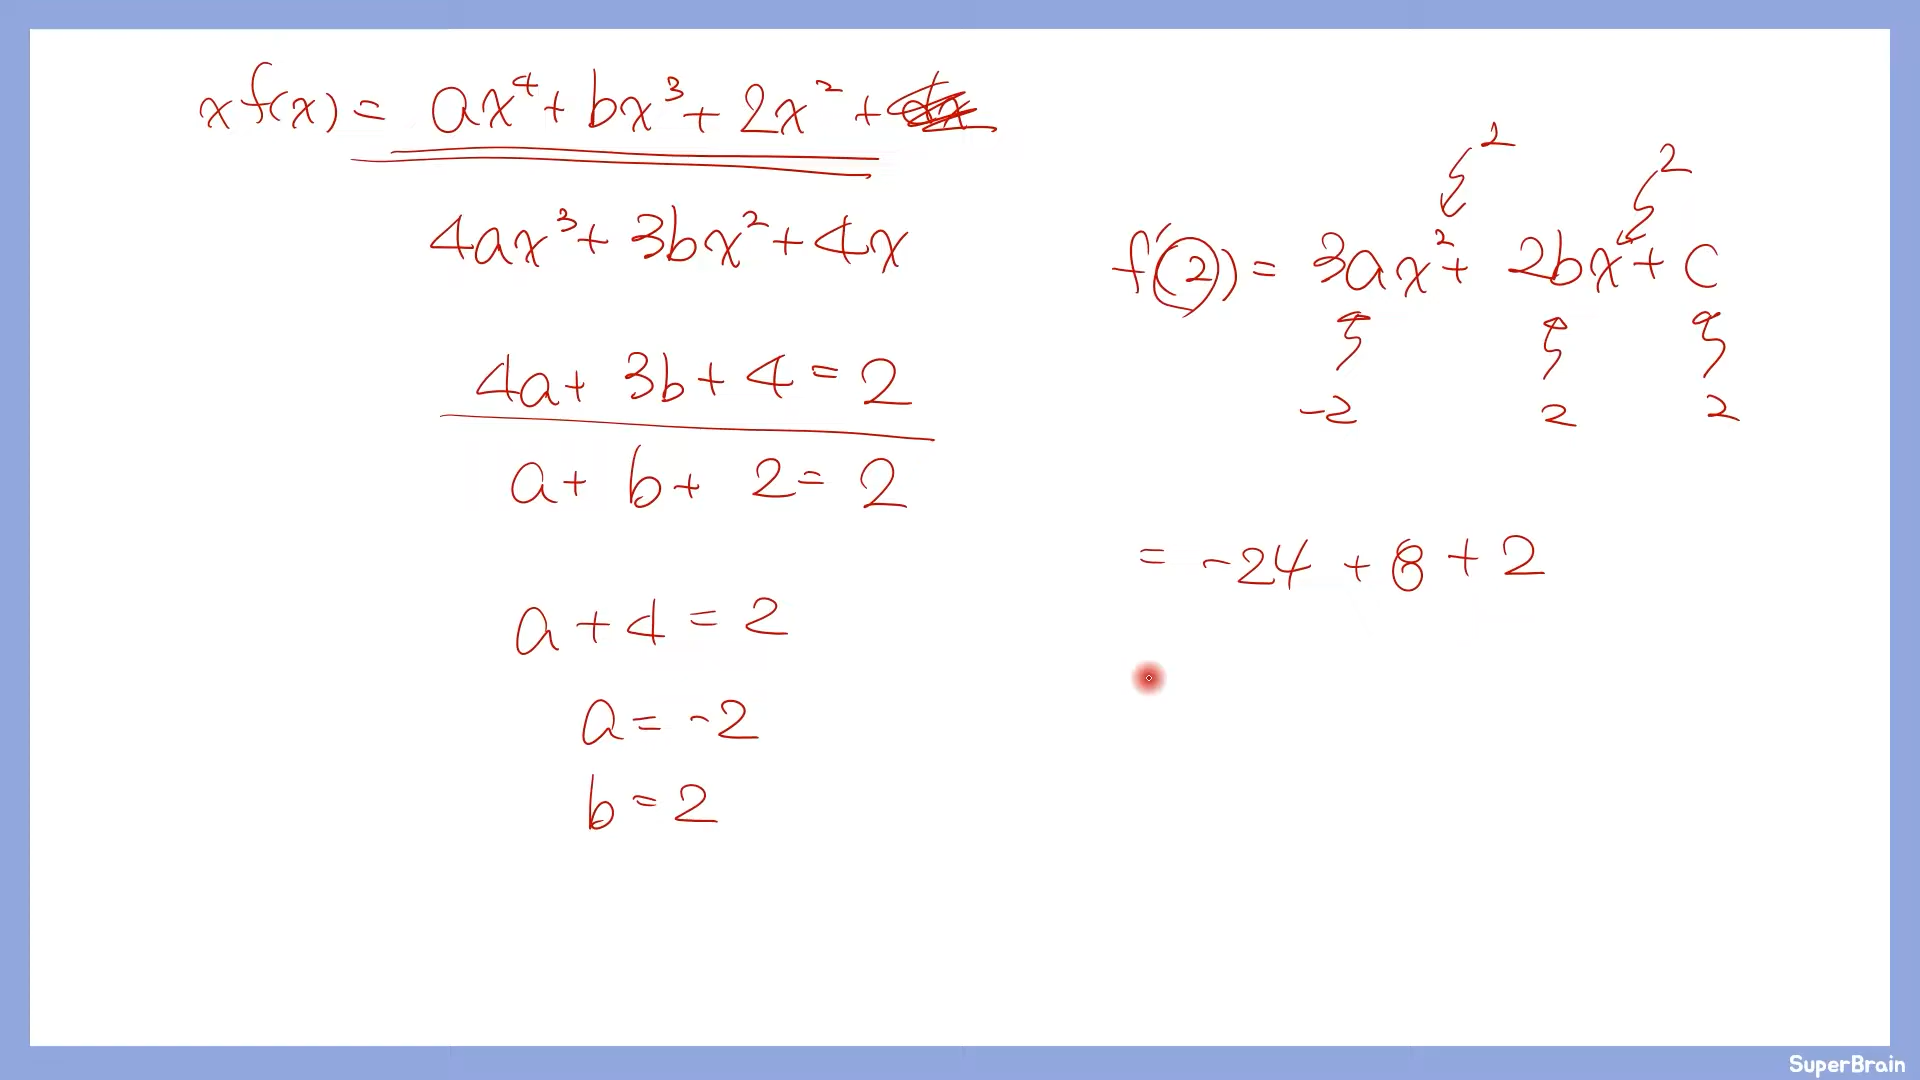 xf(x) = ax⁴ + bx³ + 2x² +
4ax³ + 3bx² + 4x
4a + 3b + 4 = 2
a + b + 2 = 2
a + 4 = 2
a = -2
b = 2
2 2
f'(2)) = 3ax² + 2bx + C
-2 2 2
= -24 + 8 + 2
SuperBrain